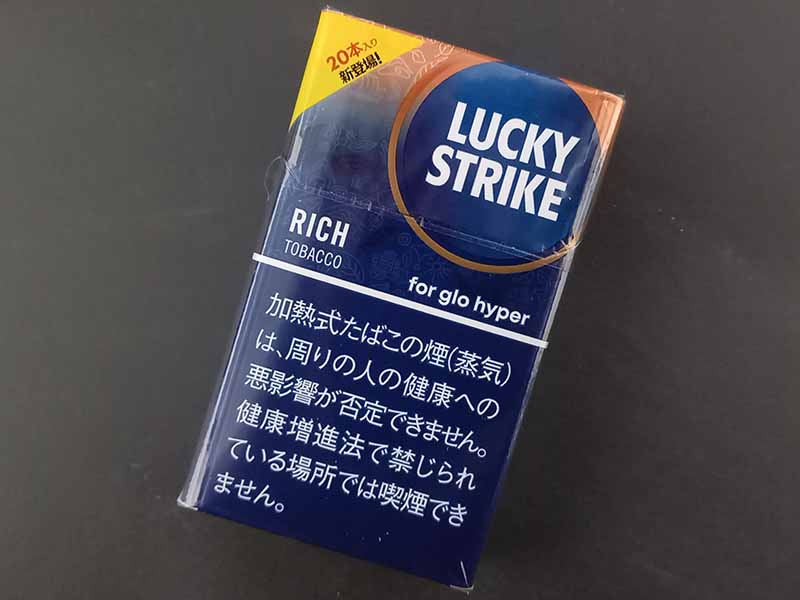 20本入り
新登場!
LUCKY
STRIKE
RICH
TOBACCO
for glo hyper
加熱式たばこの煙(蒸気)
は、周りの人の健康への
悪影響が否定できません。
健康増進法で禁じられ
ている場所では喫煙でき
ません。